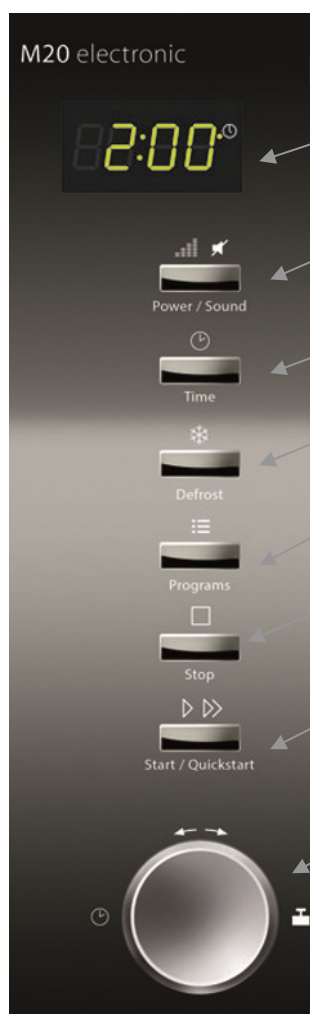 M20 electronic
2:00
Power / Sound
Time
Defrost
Programs
Stop
Start / Quickstart